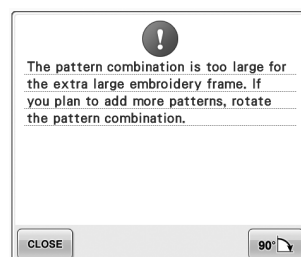 The pattern combination is too large for
the extra large embroidery frame. If
you plan to add more patterns, rotate
the pattern combination.
CLOSE
90°